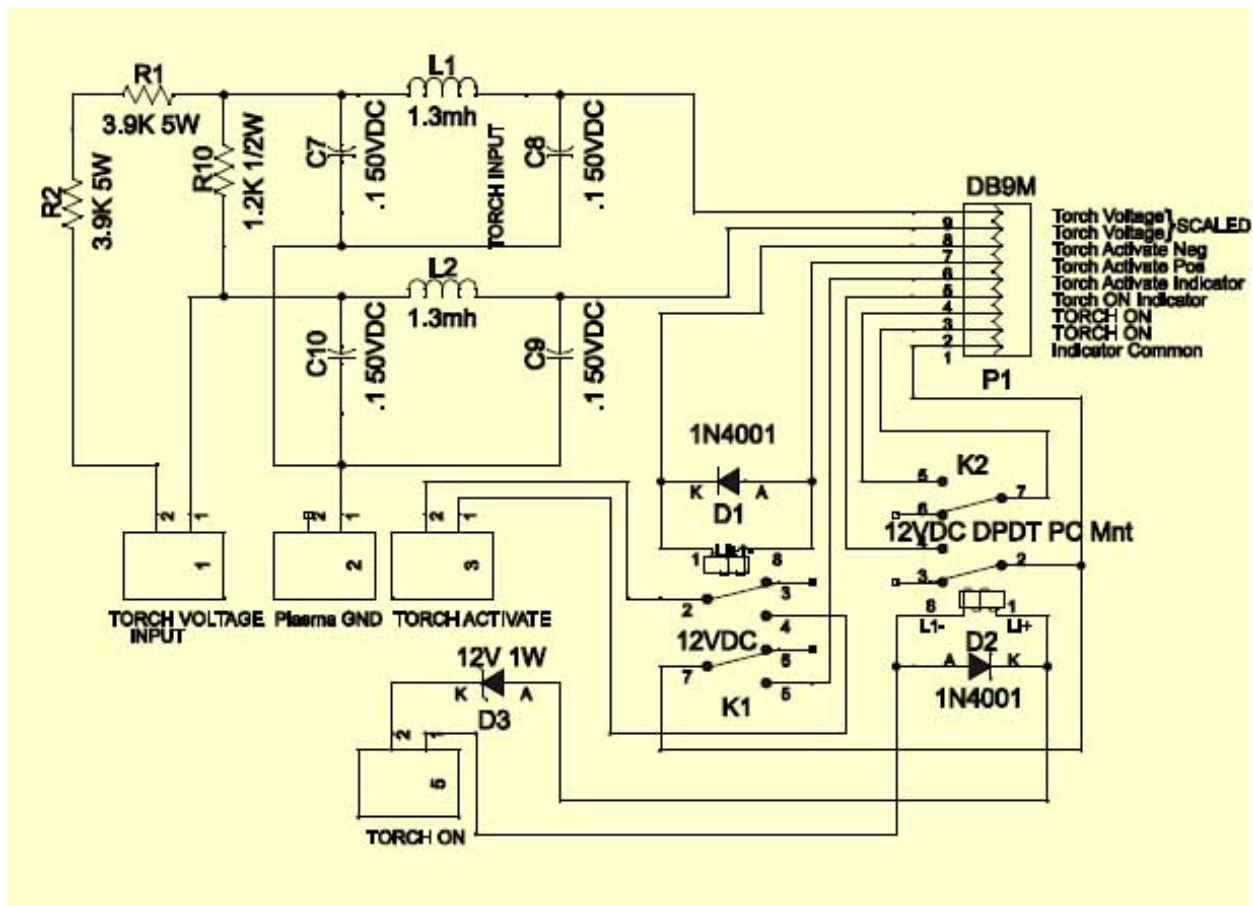 R1
3.9K 5W
R2
3.9K 5W
R10
1.2K 1/2W
C7
.1 50VDC
L1
1.3mh
TORCH INPUT
C8
.1 50VDC
L2
1.3mh
C10
.1 50VDC
C9
.1 50VDC
DB9M
9
8
7
6
5
4
3
2
1
Torch Voltage
Torch Voltage
}SCALED
Torch Activate Neg
Torch Activate Pos
Torch Activate Indicator
Torch ON Indicator
TORCH ON
TORCH ON
Indicator Common
P1
2 1
1
TORCH VOLTAGE
INPUT
2 1
2
Plasma GND
2 1
3
TORCH ACTIVATE
1N4001
K A
D1
1
8
2
3
4
12VDC
7
5
K1
K2
5
7
6
12VDC DPDT PC Mnt
4
2
3
8
1
L1-
LI+
D2
A K
1N4001
12V 1W
K A
D3
2 1
5
TORCH ON